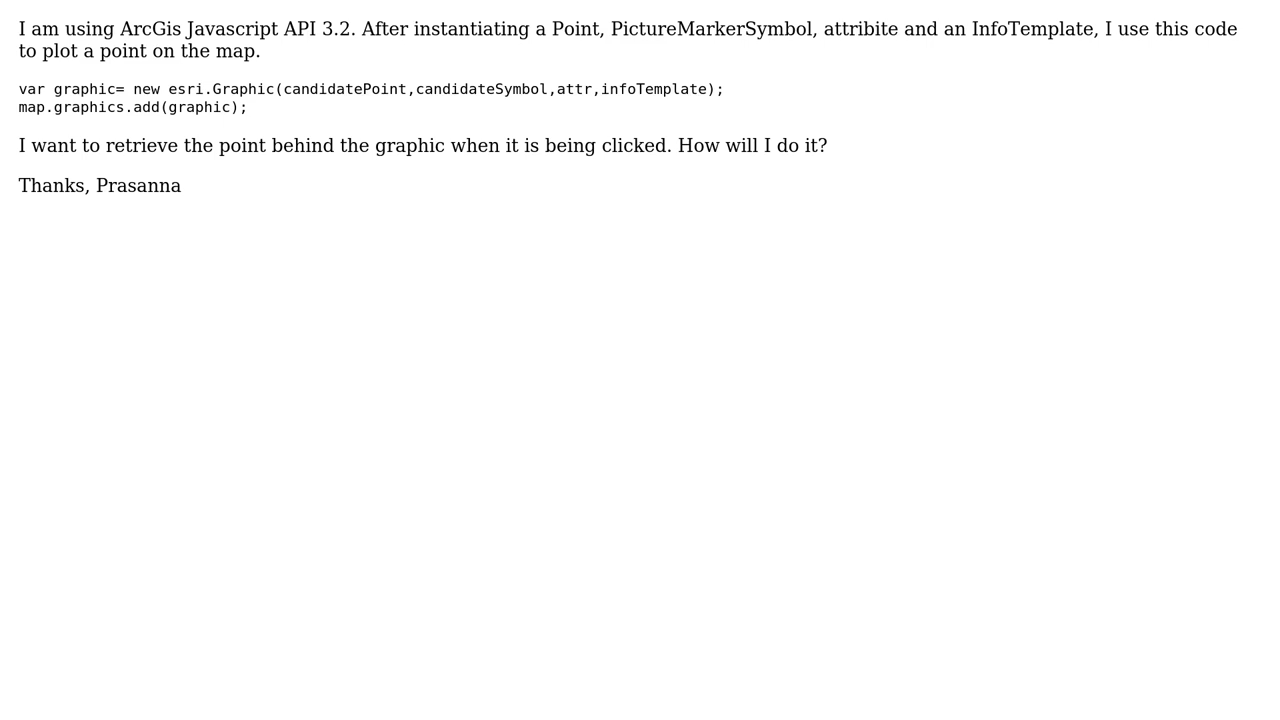 I am using ArcGis Javascript API 3.2. After instantiating a Point, PictureMarkerSymbol, attribite and an InfoTemplate, I use this code
to plot a point on the map.
var graphic= new esri.Graphic(candidatePoint,candidateSymbol,attr,infoTemplate);
map.graphics.add(graphic);
I want to retrieve the point behind the graphic when it is being clicked. How will I do it?
Thanks, Prasanna